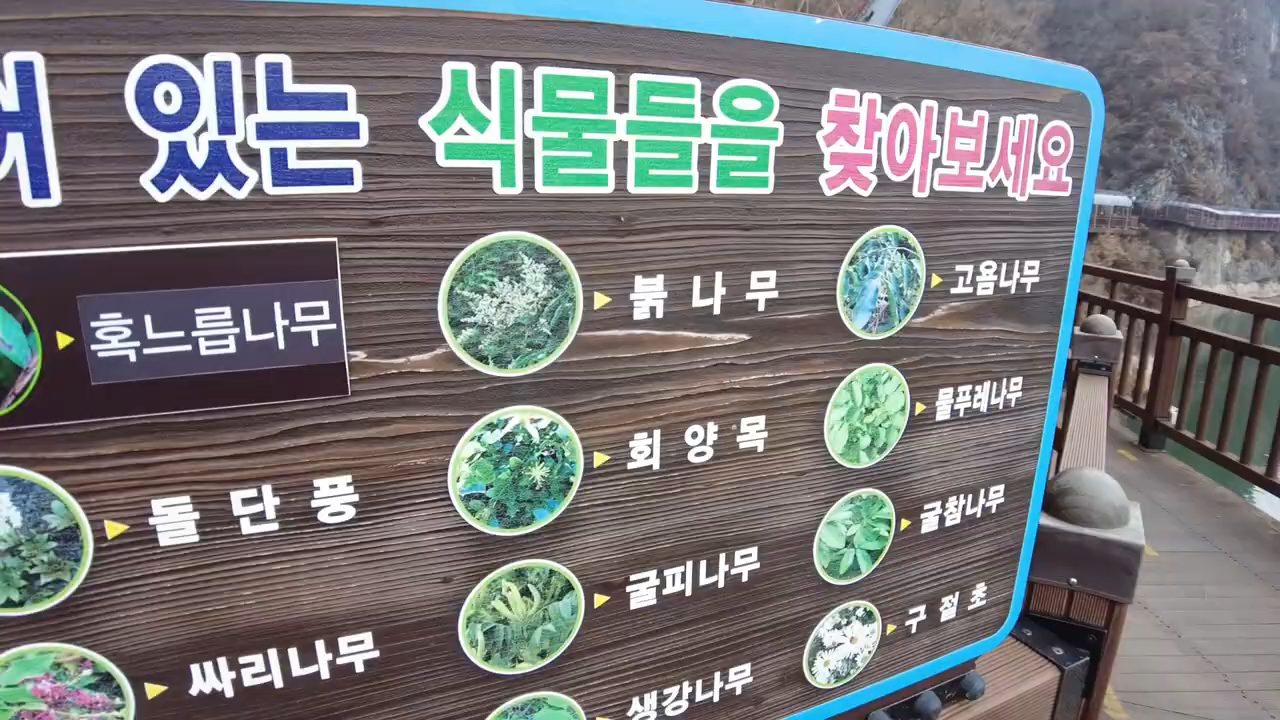 있는 식물들을 찾아보세요
혹느릅나무 붉나무 고욤나무
돌단풍 회양목 물푸레나무
싸리나무 굴피나무 굴참나무
생강나무 구절초